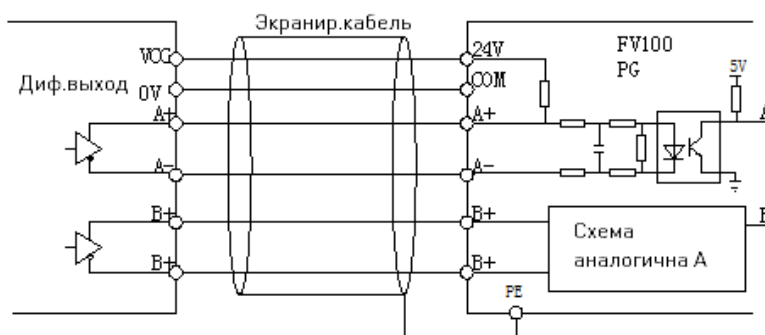 Экранир.кабель
VCC 24V FV100
PG 5V
Диф.выход 0V COM
A+ A+ A
A- A-
B+ B+ B
Схема
аналогична А
B+ B+
PE